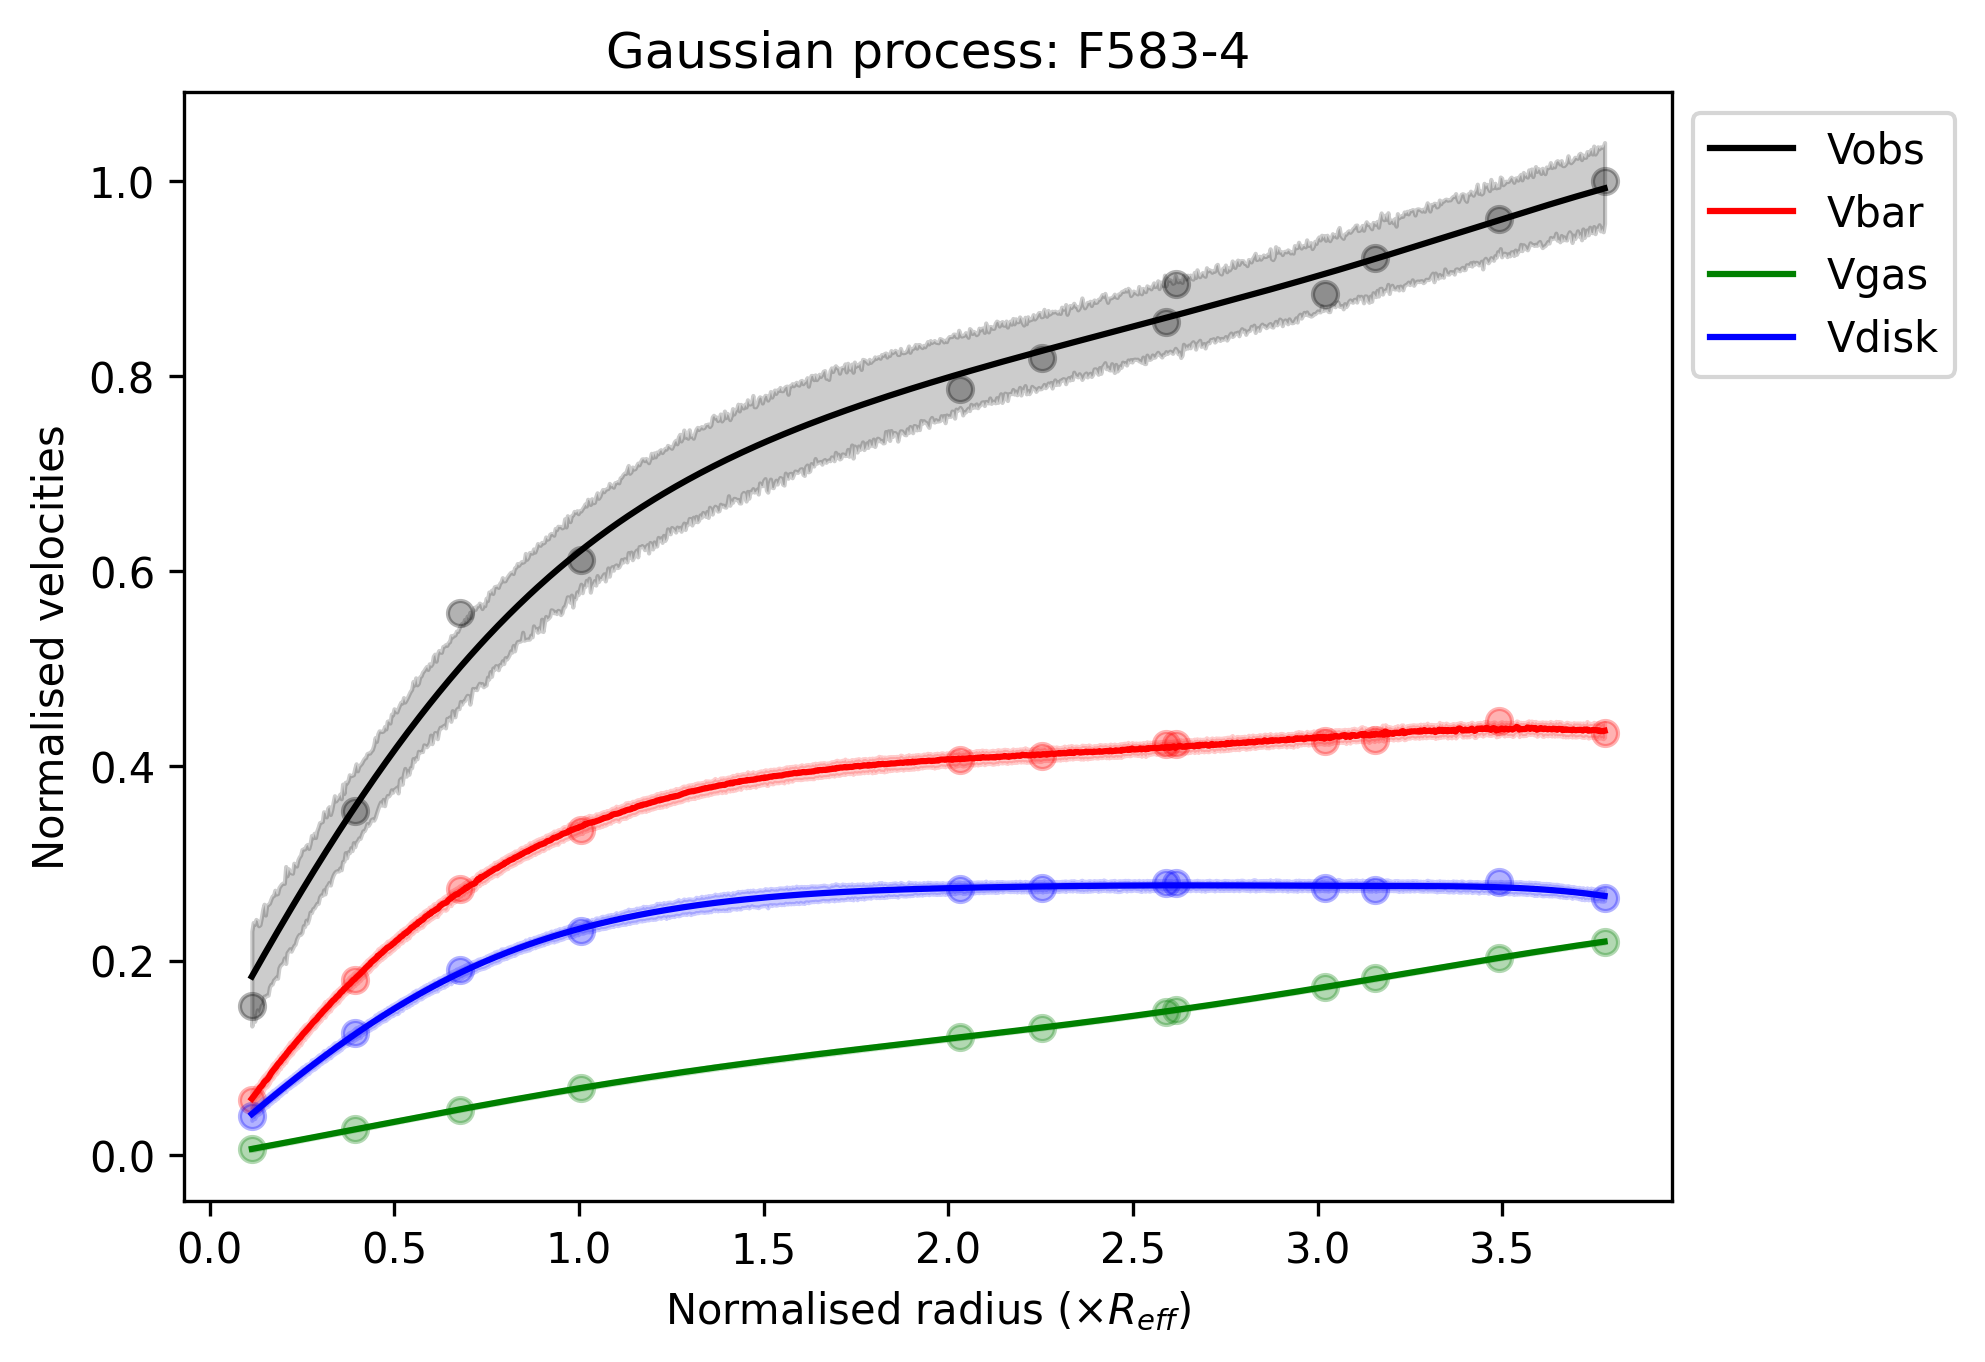 Gaussian process: F583-4
Normalised velocities
1.0
0.8
0.6
0.4
0.2
0.0
0.0 0.5 1.0 1.5 2.0 2.5 3.0 3.5
Normalised radius (×R_eff)
Vobs
Vbar
Vgas
Vdisk